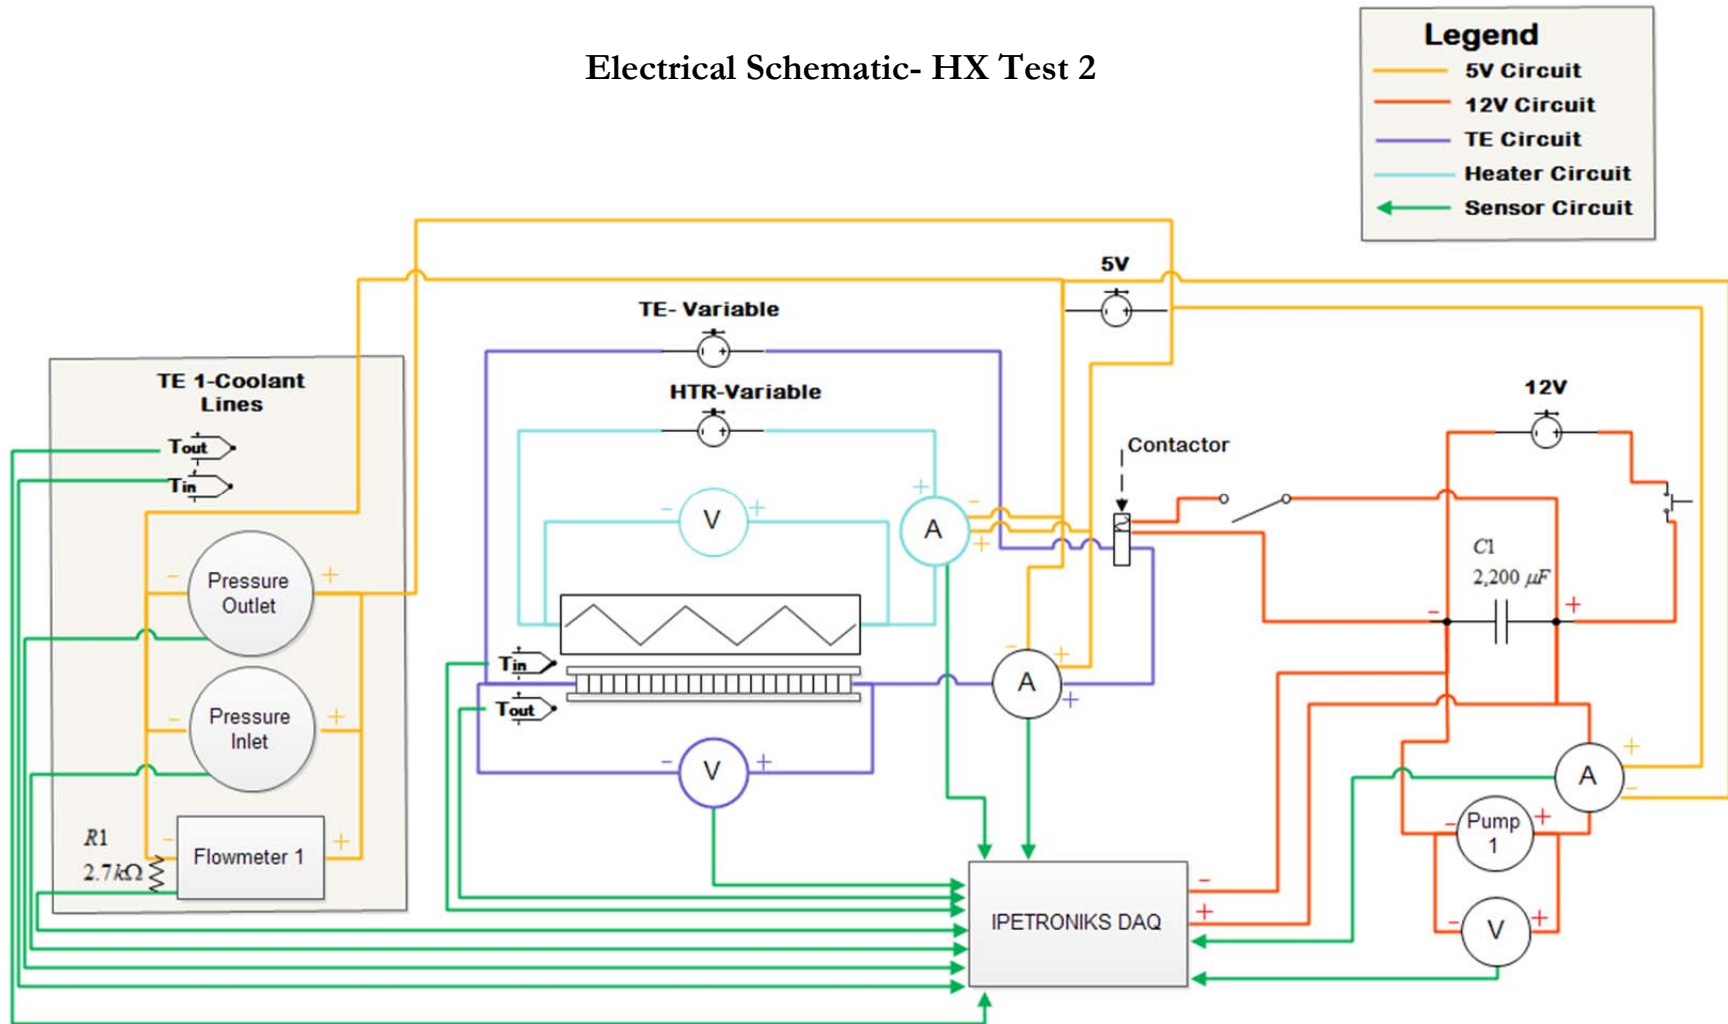 Electrical Schematic- HX Test 2
Legend
5V Circuit
12V Circuit
TE Circuit
Heater Circuit
Sensor Circuit
5V
TE- Variable
HTR-Variable
12V
Contactor
TE 1-Coolant
Lines
Tout
Tin
Pressure
Outlet
- +
Pressure
Inlet
- +
R1
2.7kΩ
Flowmeter 1
- +
V
- +
A
+
-
+
C1
2,200 μF
- +
Tin
Tout
A
- +
+
V
- +
A
+
-
Pump
1
- +
V
- +
IPETRONIKS DAQ
-
+